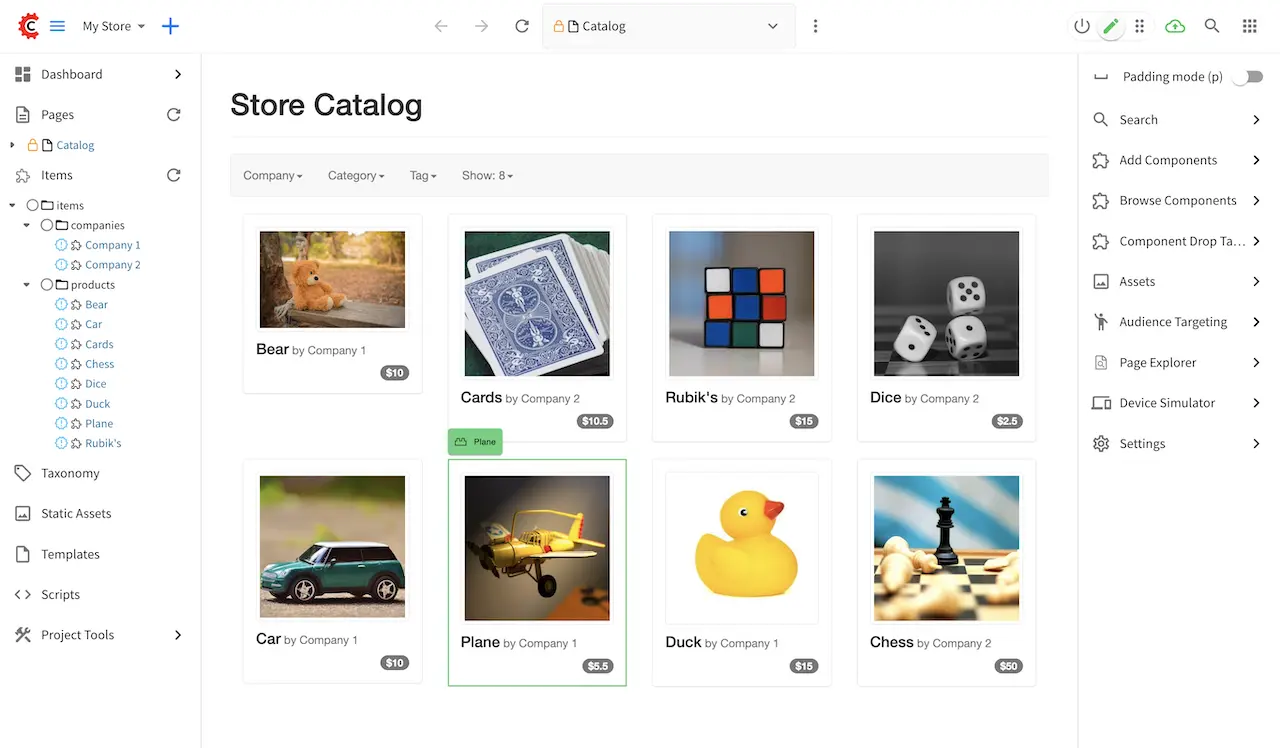 My Store
Catalog
Dashboard
Pages
Catalog
Items
items
companies
Company 1
Company 2
products
Bear
Car
Cards
Chess
Dice
Duck
Plane
Rubik's
Taxonomy
Static Assets
Templates
Scripts
Project Tools
Store Catalog
Company Category Tag Show: 8
Bear by Company 1
$10
Cards by Company 2
$10.5
Rubik's by Company 2
$15
Dice by Company 2
$2.5
Car by Company 1
$10
Plane
Plane by Company 1
$5.5
Duck by Company 1
$15
Chess by Company 2
$50
Padding mode (p)
Search
Add Components
Browse Components
Component Drop Ta...
Assets
Audience Targeting
Page Explorer
Device Simulator
Settings